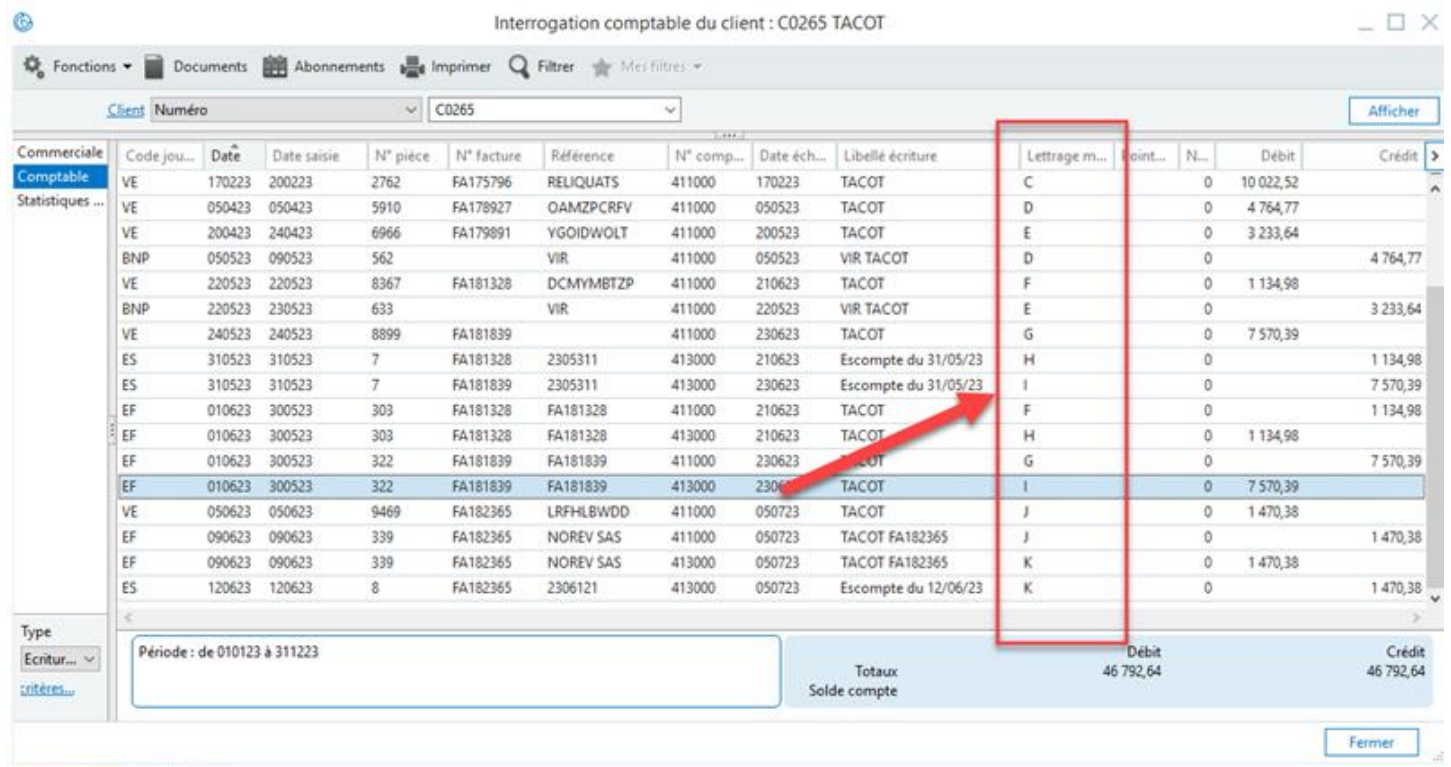 Interrogation comptable du client : C0265 TACOT
Fonctions Documents Abonnements Imprimer Filtrer Mes filtres
Client Numéro C0265 Afficher
Commerciale
Comptable
Statistiques ...
Code jou... Date Date saisie N° pièce N° facture Référence N° comp... Date éch... Libellé écriture Lettrage m... Point... N... Débit Crédit
VE 170223 200223 2762 FA175796 RELIQUATS 411000 170223 TACOT C 0 10 022,52
VE 050423 050423 5910 FA178927 OAMZPCRFV 411000 050523 TACOT D 0 4 764,77
VE 200423 240423 6966 FA179891 YGOIDWOLT 411000 200523 TACOT E 0 3 233,64
BNP 050523 090523 562 VIR 411000 050523 VIR TACOT D 0 4 764,77
VE 220523 220523 8367 FA181328 DCMYMBTZP 411000 210623 TACOT F 0 1 134,98
BNP 220523 230523 633 VIR 411000 220523 VIR TACOT E 0 3 233,64
VE 240523 240523 8899 FA181839 411000 230623 TACOT G 0 7 570,39
ES 310523 310523 7 FA181328 2305311 413000 210623 Escompte du 31/05/23 H 0 1 134,98
ES 310523 310523 7 FA181839 2305311 413000 230623 Escompte du 31/05/23 I 0 7 570,39
EF 010623 300523 303 FA181328 FA181328 411000 210623 TACOT F 0 1 134,98
EF 010623 300523 303 FA181328 FA181328 413000 210623 TACOT H 0 1 134,98
EF 010623 300523 322 FA181839 FA181839 411000 230623 TACOT G 0 7 570,39
EF 010623 300523 322 FA181839 FA181839 413000 TACOT I 0 7 570,39
VE 050623 050623 9469 FA182365 LRFHLBWDD 411000 050723 TACOT J 0 1 470,38
EF 090623 090623 339 FA182365 NOREV SAS 411000 050723 TACOT FA182365 J 0 1 470,38
EF 090623 090623 339 FA182365 NOREV SAS 413000 050723 TACOT FA182365 K 0 1 470,38
ES 120623 120623 8 FA182365 2306121 413000 050723 Escompte du 12/06/23 K 0 1 470,38
Type
Ecritur...
critères...
Période : de 010123 à 311223
Débit Crédit
Totaux 46 792,64 46 792,64
Solde compte
Fermer